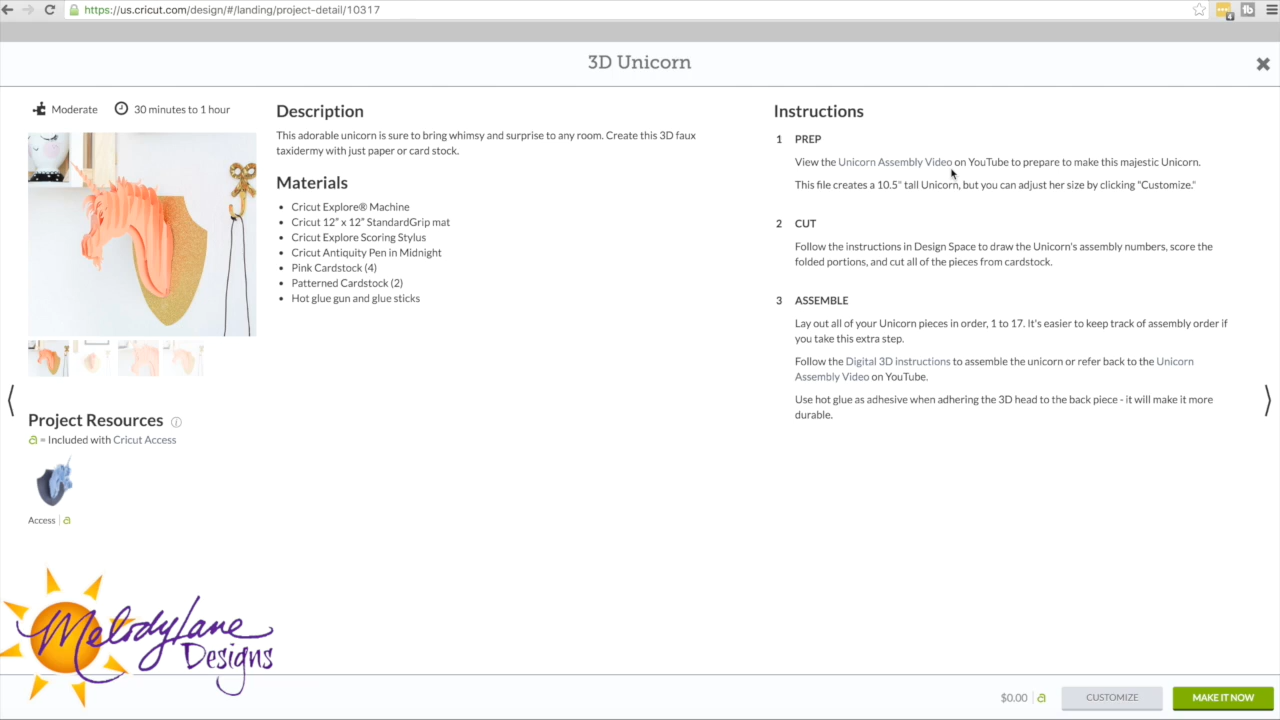 https://us.cricut.com/design/#/landing/project-detail/10317
4
tb
3D Unicorn
Moderate
30 minutes to 1 hour
Description
This adorable unicorn is sure to bring whimsy and surprise to any room. Create this 3D faux
taxidermy with just paper or card stock.
Materials
• Cricut Explore® Machine
• Cricut 12" x 12" StandardGrip mat
• Cricut Explore Scoring Stylus
• Cricut Antiquity Pen in Midnight
• Pink Cardstock (4)
• Patterned Cardstock (2)
• Hot glue gun and glue sticks
Instructions
1 PREP
View the Unicorn Assembly Video on YouTube to prepare to make this majestic Unicorn.
This file creates a 10.5" tall Unicorn, but you can adjust her size by clicking "Customize."
2 CUT
Follow the instructions in Design Space to draw the Unicorn's assembly numbers, score the
folded portions, and cut all of the pieces from cardstock.
3 ASSEMBLE
Lay out all of your Unicorn pieces in order, 1 to 17. It's easier to keep track of assembly order if
you take this extra step.
Follow the Digital 3D instructions to assemble the unicorn or refer back to the Unicorn
Assembly Video on YouTube.
Use hot glue as adhesive when adhering the 3D head to the back piece - it will make it more
durable.
Project Resources
a = Included with Cricut Access
Access | a
MelodyLane
Designs
$0.00 | a
CUSTOMIZE
MAKE IT NOW